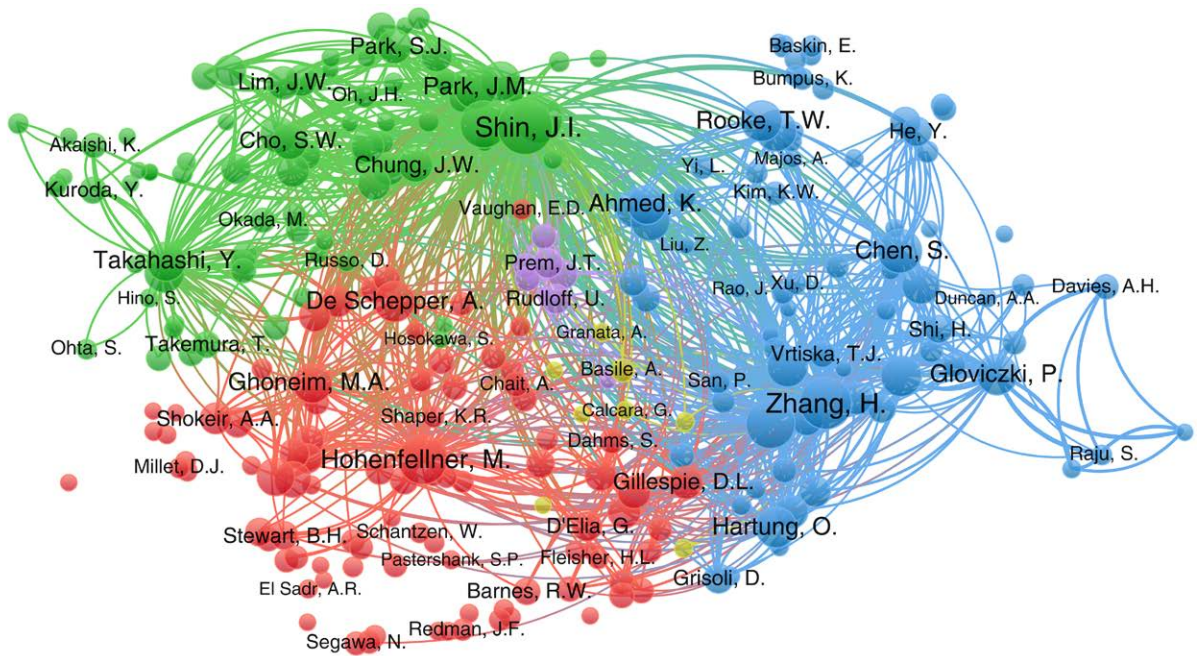 Park, S.J.
Baskin, E.
Bumpus, K.
Lim, J.W.
Oh, J.H.
Park, J.M.
Shin, J.I.
Rooke, T.W.
He, Y.
Akaishi, K.
Cho, S.W.
Chung, J.W.
Yi, L.
Majos, A.
Kuroda, Y.
Kim, K.W.
Okada, M.
Vaughan, E.D.
Ahmed, K.
Liu, Z.
Chen, S.
Takahashi, Y.
Russo, D.
Prem, J.T.
Rao, J.
Xu, D.
Davies, A.H.
Hino, S.
De Schepper, A.
Rudloff, U.
Duncan, A.A.
Ohta, S.
Takemura, T.
Hosokawa, S.
Granata, A.
Shi, H.
Vrtiska, T.J.
Ghoneim, M.A.
Chait, A.
Basile, A.
San, P.
Gloviczki, P.
Shokeir, A.A.
Shaper, K.R.
Calcara, G.
Zhang, H.
Dahms, S.
Millet, D.J.
Hohenfellner, M.
Raju, S.
Gillespie, D.L.
Stewart, B.H.
Schantzen, W.
D'Elia, G.
Hartung, O.
Pastershank, S.P.
Fleisher, H.L.
El Sadr, A.R.
Barnes, R.W.
Grisoli, D.
Segawa, N.
Redman, J.F.